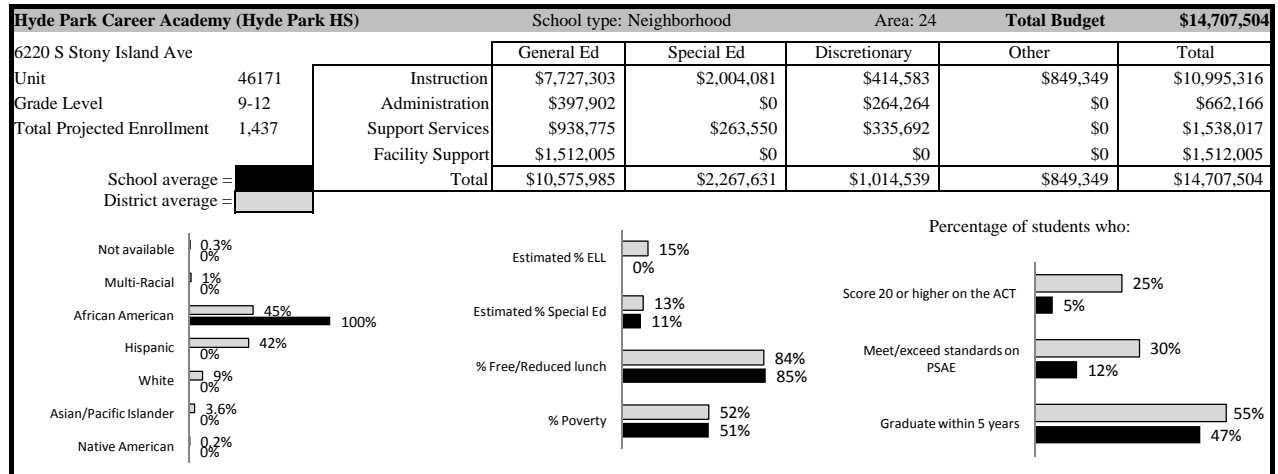 Hyde Park Career Academy (Hyde Park HS) School type: Neighborhood Area: 24 Total Budget $14,707,504
6220 S Stony Island Ave General Ed Special Ed Discretionary Other Total
Unit 46171 Instruction $7,727,303 $2,004,081 $414,583 $849,349 $10,995,316
Grade Level 9-12 Administration $397,902 $0 $264,264 $0 $662,166
Total Projected Enrollment 1,437 Support Services $938,775 $263,550 $335,692 $0 $1,538,017
Facility Support $1,512,005 $0 $0 $0 $1,512,005
School average = Total $10,575,985 $2,267,631 $1,014,539 $849,349 $14,707,504
District average =
Not available 0.3%
0%
Multi-Racial 1%
0%
African American 45%
100%
Hispanic 42%
0%
White 9%
0%
Asian/Pacific Islander 3.6%
0%
Native American 0.2%
0%
Estimated % ELL 15%
0%
Estimated % Special Ed 13%
11%
% Free/Reduced lunch 84%
85%
% Poverty 52%
51%
Percentage of students who:
Score 20 or higher on the ACT 25%
5%
Meet/exceed standards on
PSAE 30%
12%
Graduate within 5 years 55%
47%